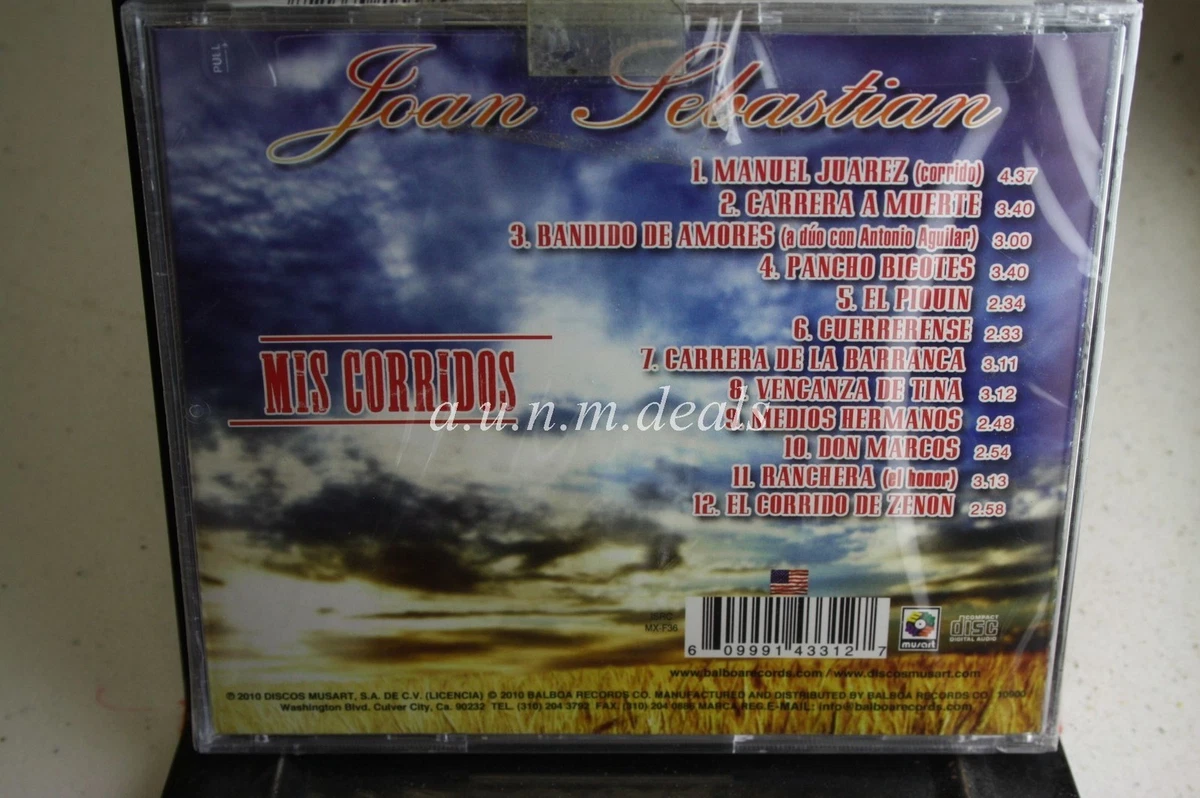 PULL
Joan Sebastian
1. MANUEL JUAREZ (corrido) 4.37
2. CARRERA A MUERTE 3.40
3. BANDIDO DE AMORES (a dúo con Antonio Aguilar) 3.00
4. PANCHO BIGOTES 3.40
5. EL PIQUIN 2.34
6. GUERRERENSE 2.33
7. CARRERA DE LA BARRANCA 3.11
8. VENGANZA DE TINA 3.12
9. MEDIOS HERMANOS 2.48
10. DON MARCOS 2.54
11. RANCHERA (el honor) 3.13
12. EL CORRIDO DE ZENON 2.58
MIS CORRIDOS
a.u.n.m.deals
MX-F36
6 09991 43312 7
musart
COMPACT
disc
DIGITAL AUDIO
www.balboarecords.com / www.discosmusart.com
℗ 2010 DISCOS MUSART, S.A. DE C.V. (LICENCIA) © 2010 BALBOA RECORDS CO. MANUFACTURED AND DISTRIBUTED BY BALBOA RECORDS CO. 10900
Washington Blvd. Culver City, Ca. 90232 TEL. (310) 204 3792 FAX. (310) 204 0886 MARCA REG. E-MAIL: info@balboarecords.com